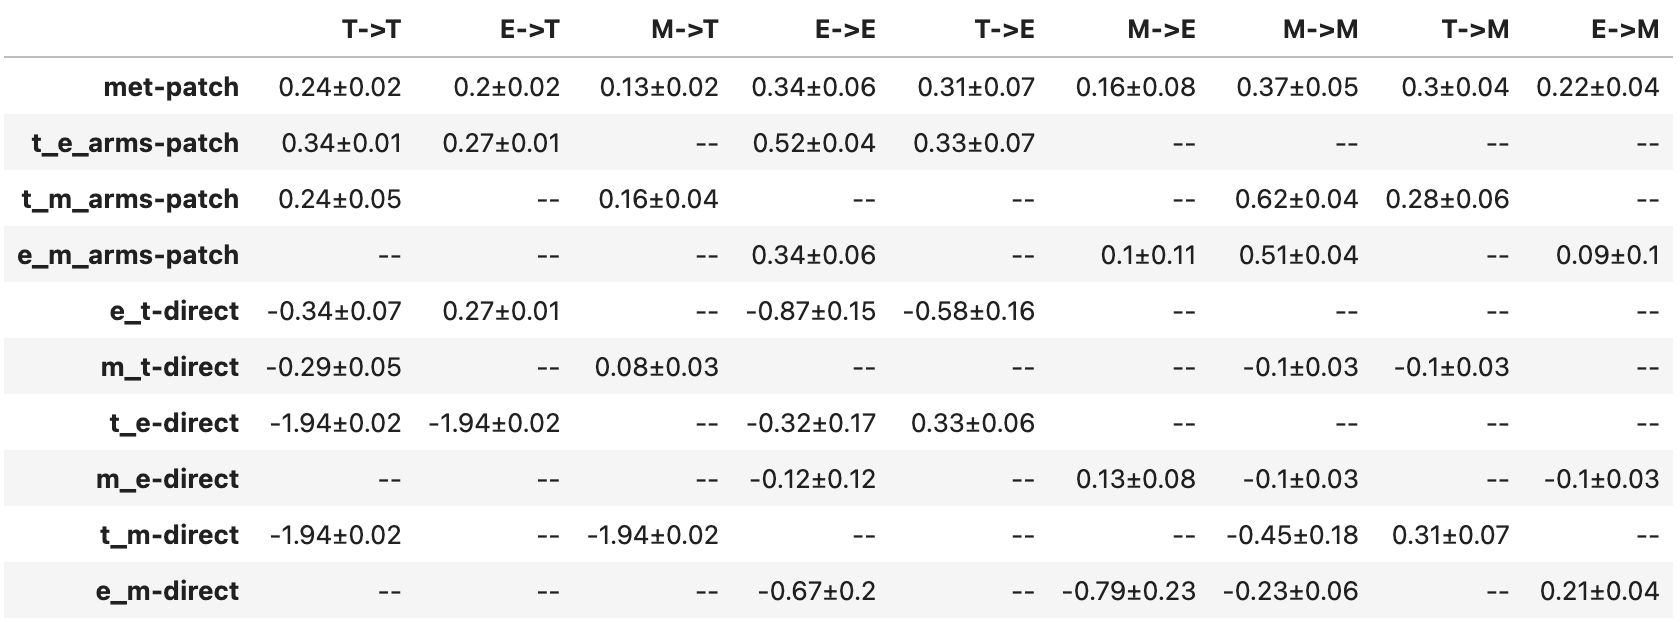 T->T E->T M->T E->E T->E M->E M->M T->M E->M
met-patch 0.24±0.02 0.2±0.02 0.13±0.02 0.34±0.06 0.31±0.07 0.16±0.08 0.37±0.05 0.3±0.04 0.22±0.04
t_e_arms-patch 0.34±0.01 0.27±0.01 -- 0.52±0.04 0.33±0.07 -- -- -- --
t_m_arms-patch 0.24±0.05 -- 0.16±0.04 -- -- -- 0.62±0.04 0.28±0.06 --
e_m_arms-patch -- -- -- 0.34±0.06 -- 0.1±0.11 0.51±0.04 -- 0.09±0.1
e_t-direct -0.34±0.07 0.27±0.01 -- -0.87±0.15 -0.58±0.16 -- -- -- --
m_t-direct -0.29±0.05 -- 0.08±0.03 -- -- -- -0.1±0.03 -0.1±0.03 --
t_e-direct -1.94±0.02 -1.94±0.02 -- -0.32±0.17 0.33±0.06 -- -- -- --
m_e-direct -- -- -- -0.12±0.12 -- 0.13±0.08 -0.1±0.03 -- -0.1±0.03
t_m-direct -1.94±0.02 -- -1.94±0.02 -- -- -- -0.45±0.18 0.31±0.07 --
e_m-direct -- -- -- -0.67±0.2 -- -0.79±0.23 -0.23±0.06 -- 0.21±0.04